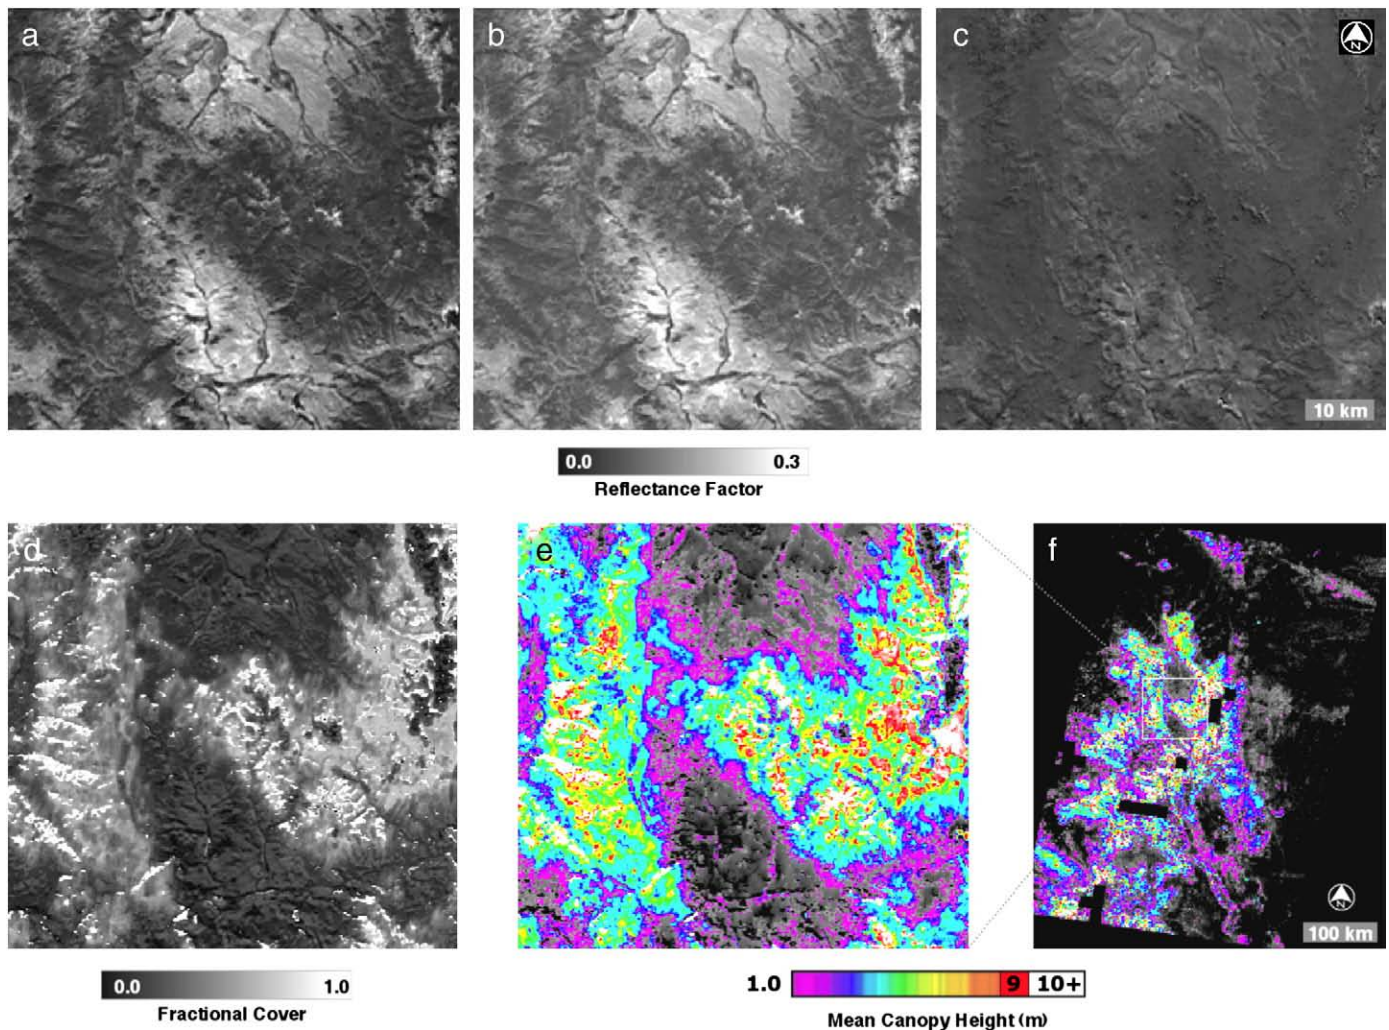 a
b
c
N
10 km
0.0 0.3
Reflectance Factor
d
e
f
N
100 km
0.0 1.0
Fractional Cover
1.0 9 10+
Mean Canopy Height (m)